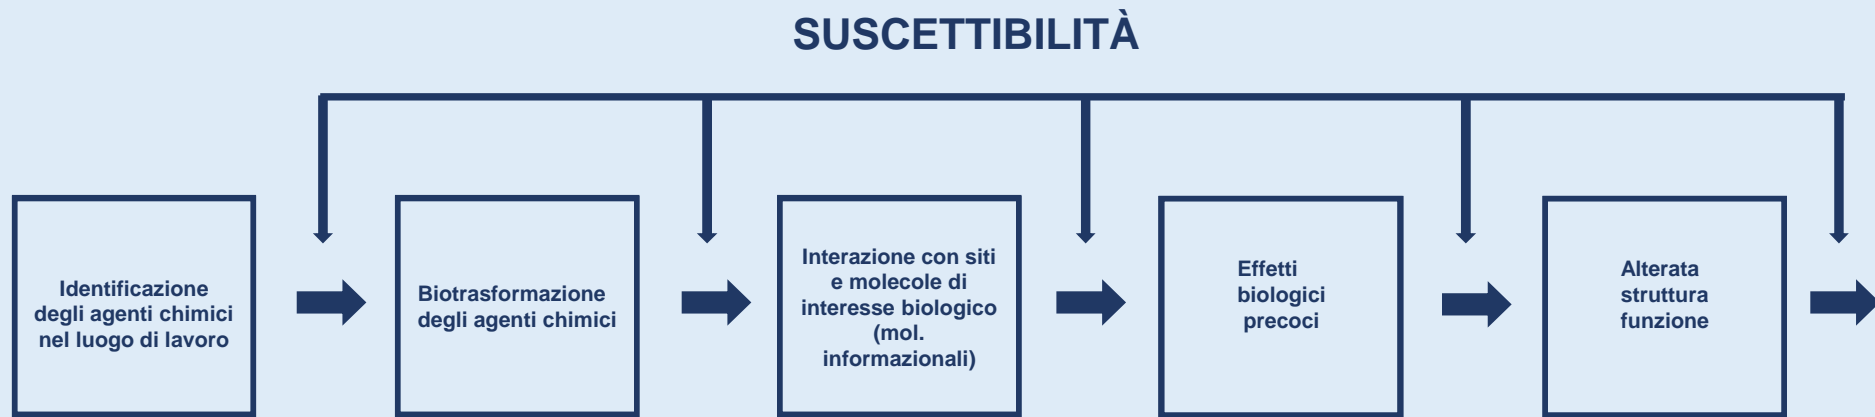 SUSCETTIBILITÀ
Identificazione
degli agenti chimici
nel luogo di lavoro
Biotrasformazione
degli agenti chimici
Interazione con siti
e molecole di
interesse biologico
(mol.
informazionali)
Effetti
biologici
precoci
Alterata
struttura
funzione